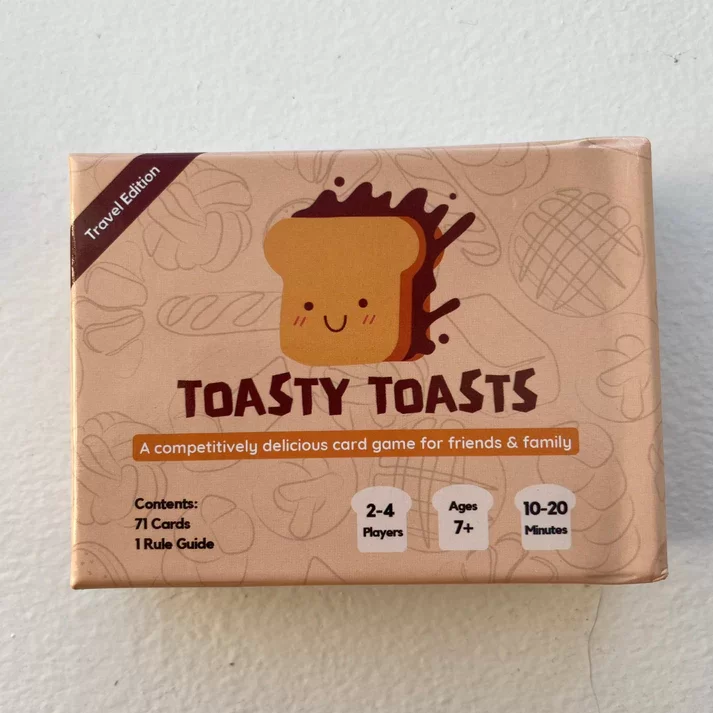 Travel Edition
TOASTY TOASTS
A competitively delicious card game for friends & family
Contents:
71 Cards
1 Rule Guide
2-4
Players
Ages
7+
10-20
Minutes